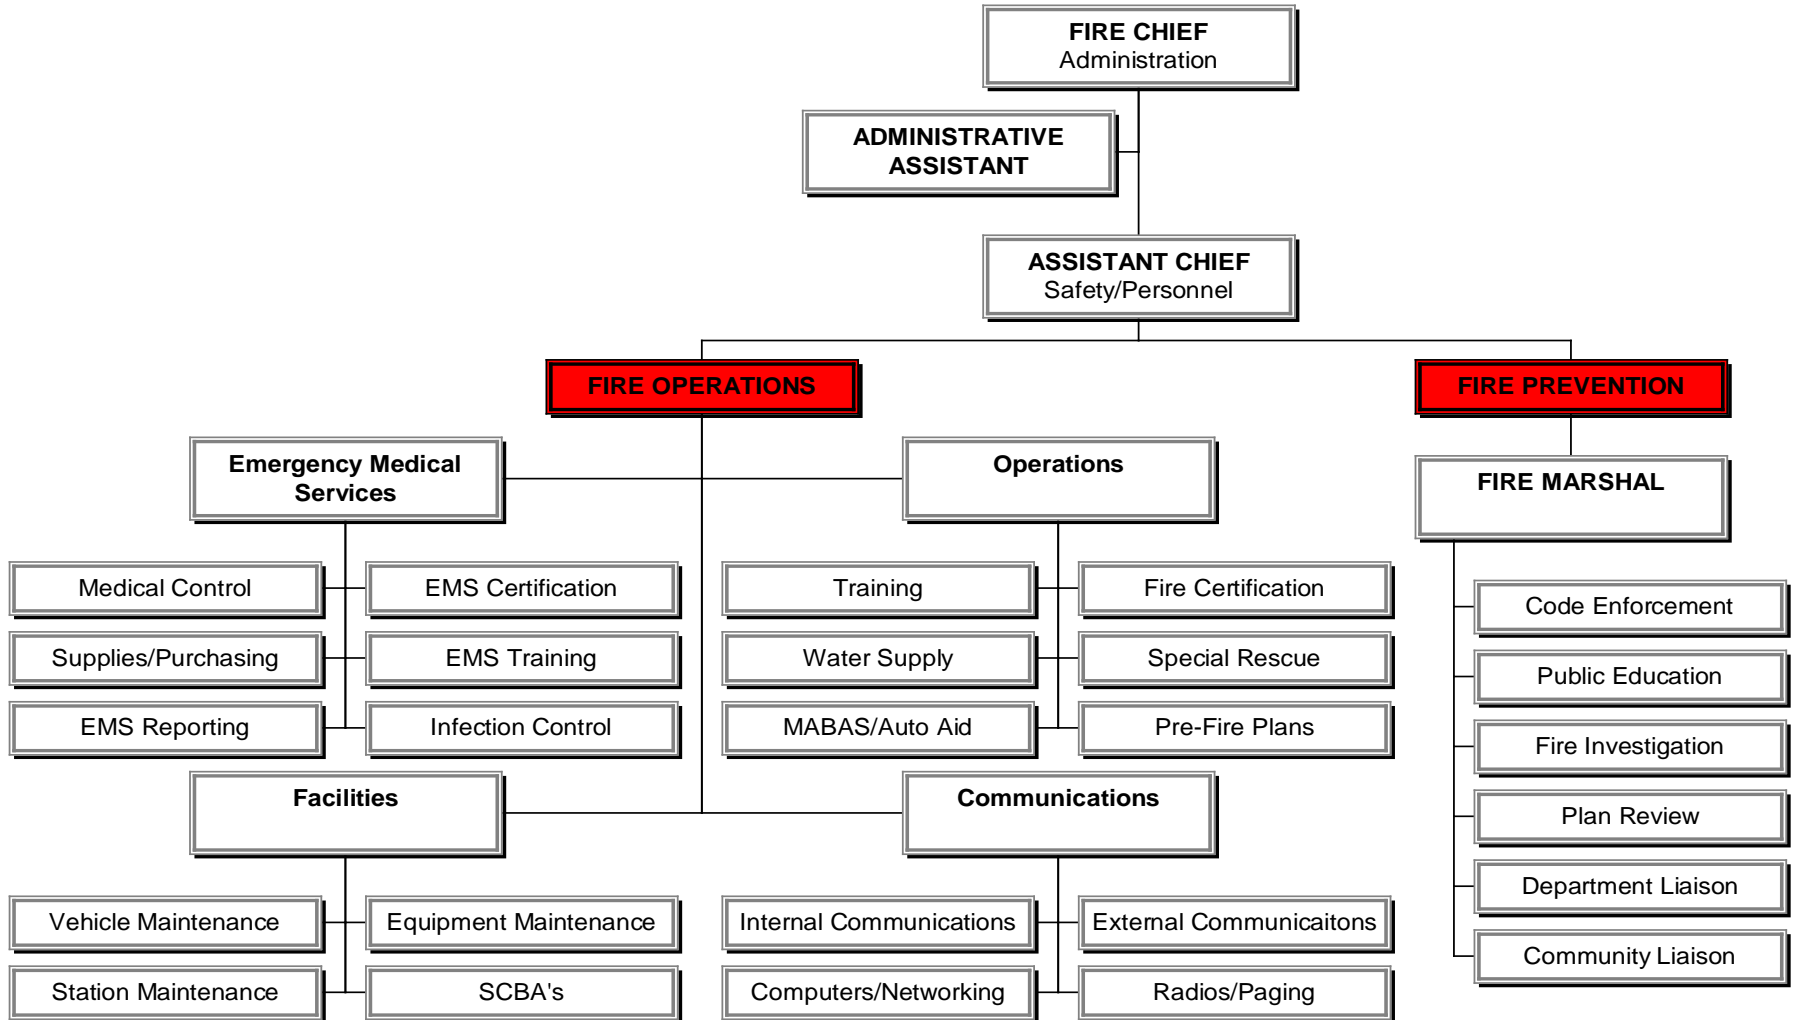 FIRE CHIEF
Administration
ADMINISTRATIVE
ASSISTANT
ASSISTANT CHIEF
Safety/Personnel
FIRE OPERATIONS
FIRE PREVENTION
Emergency Medical
Services
Operations
FIRE MARSHAL
Medical Control
EMS Certification
Supplies/Purchasing
EMS Training
EMS Reporting
Infection Control
Training
Fire Certification
Water Supply
Special Rescue
MABAS/Auto Aid
Pre-Fire Plans
Facilities
Communications
Vehicle Maintenance
Equipment Maintenance
Station Maintenance
SCBA's
Internal Communications
External Communicaitons
Computers/Networking
Radios/Paging
Code Enforcement
Public Education
Fire Investigation
Plan Review
Department Liaison
Community Liaison